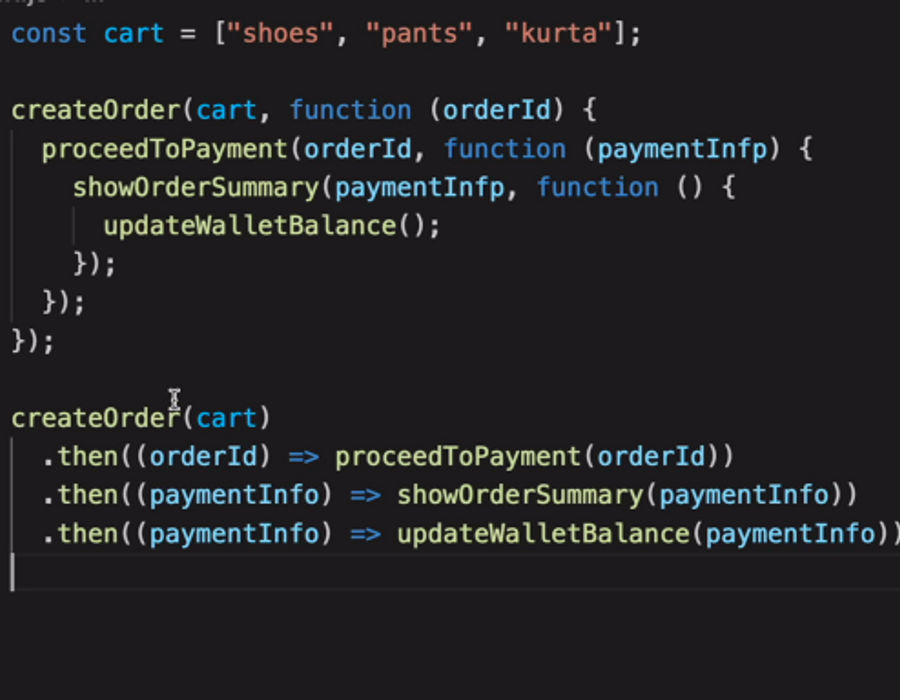 const cart = ["shoes", "pants", "kurta"];
createOrder(cart, function (orderId) {
proceedToPayment(orderId, function (paymentInfp) {
showOrderSummary(paymentInfp, function () {
updateWalletBalance();
});
});
});
createOrder(cart)
.then((orderId) => proceedToPayment(orderId))
.then((paymentInfo) => showOrderSummary(paymentInfo))
.then((paymentInfo) => updateWalletBalance(paymentInfo))